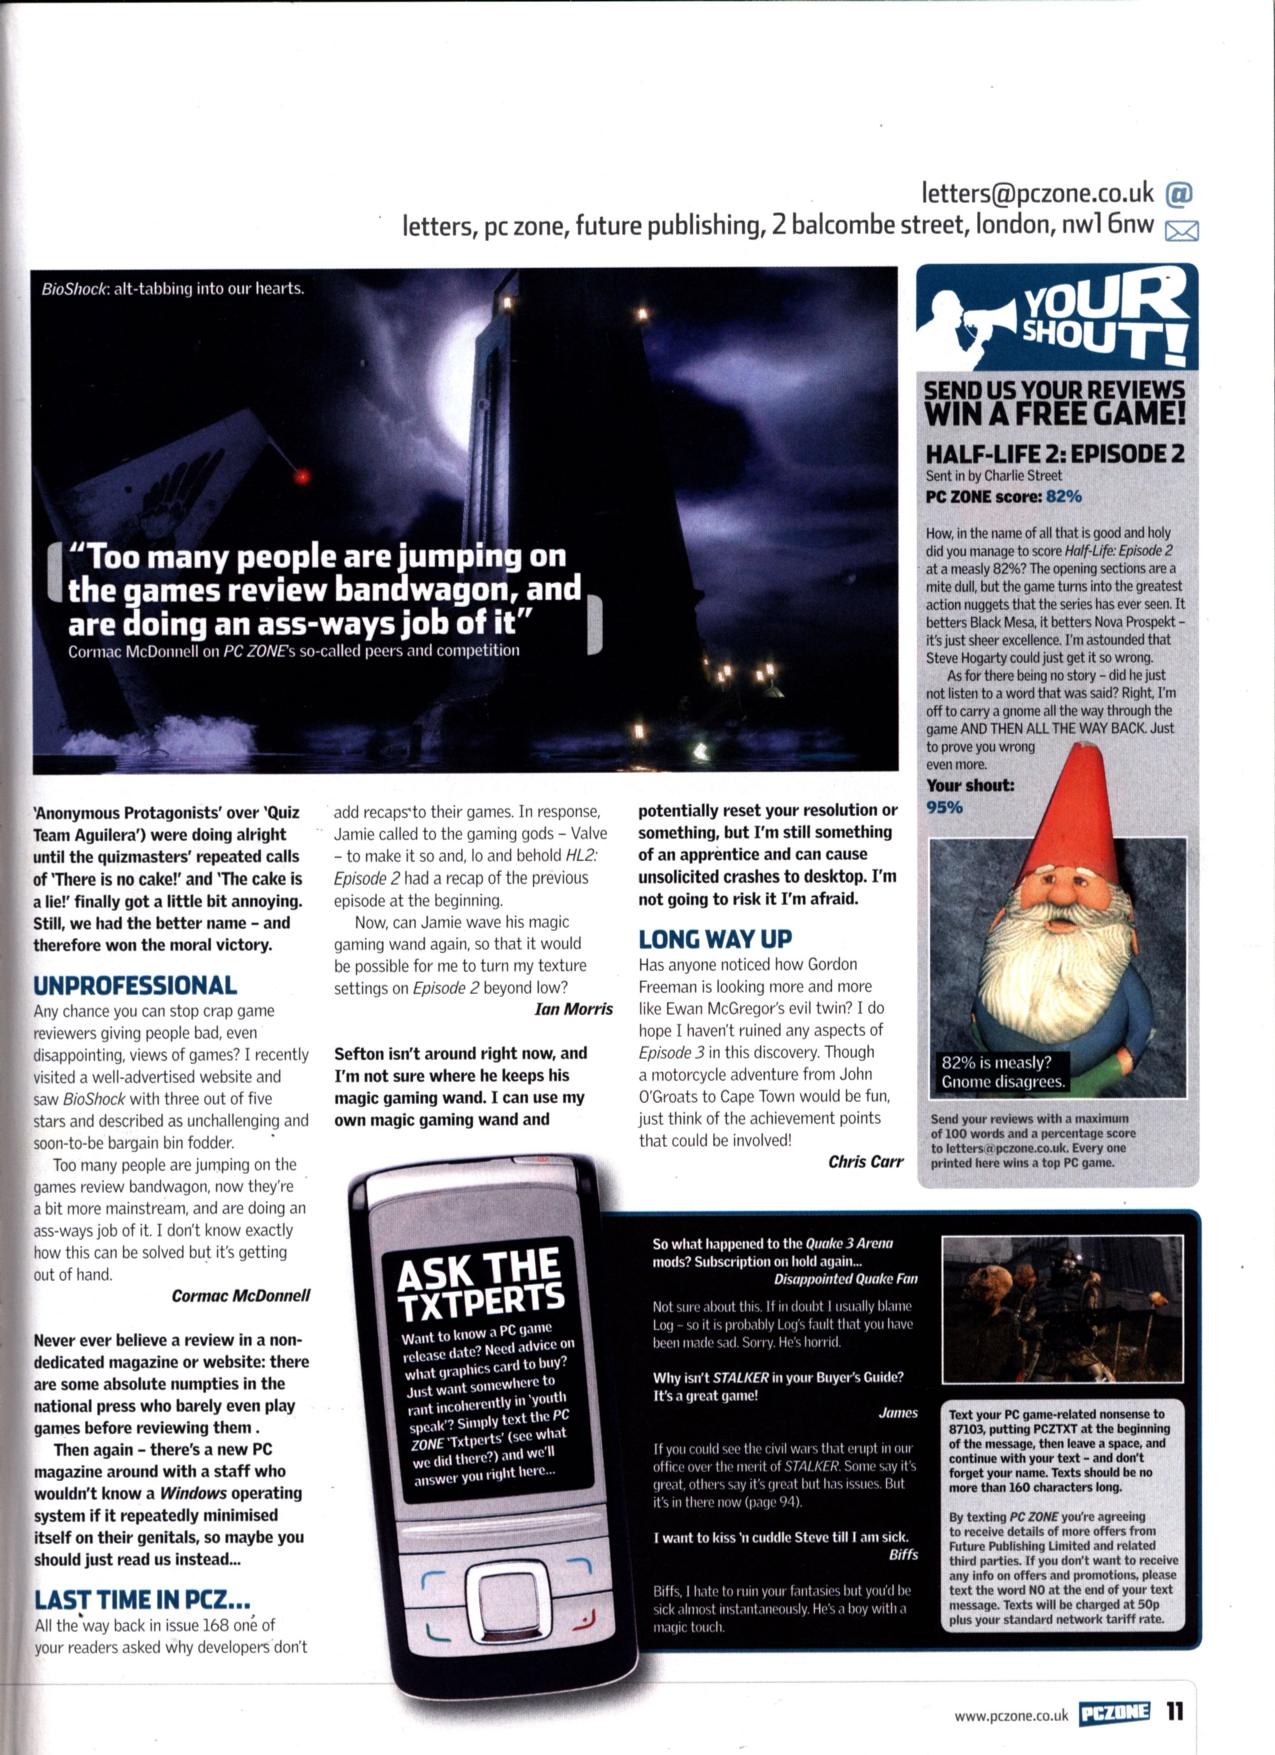 letters@pczone.co.uk @
letters, pc zone, future publishing, 2 balcombe street, london, nw1 6nw
BioShock: alt-tabbing into our hearts.
“Too many people are jumping on
the games review bandwagon, and
are doing an ass-ways job of it”
Cormac McDonnell on PC ZONE's so-called peers and competition
'Anonymous Protagonists' over 'Quiz
Team Aguilera') were doing alright
until the quizmasters' repeated calls
of 'There is no cake!' and 'The cake is
a lie!' finally got a little bit annoying.
Still, we had the better name – and
therefore won the moral victory.
UNPROFESSIONAL
Any chance you can stop crap game
reviewers giving people bad, even
disappointing, views of games? I recently
visited a well-advertised website and
saw BioShock with three out of five
stars and described as unchallenging and
soon-to-be bargain bin fodder.
Too many people are jumping on the
games review bandwagon, now they're
a bit more mainstream, and are doing an
ass-ways job of it. I don't know exactly
how this can be solved but it's getting
out of hand.
Cormac McDonnell
Never ever believe a review in a non-
dedicated magazine or website: there
are some absolute numpties in the
national press who barely even play
games before reviewing them .
Then again – there's a new PC
magazine around with a staff who
wouldn't know a Windows operating
system if it repeatedly minimised
itself on their genitals, so maybe you
should just read us instead...
LAST TIME IN PCZ...
All the way back in issue 168 one of
your readers asked why developers don't
add recaps to their games. In response,
Jamie called to the gaming gods – Valve
– to make it so and, lo and behold HL2:
Episode 2 had a recap of the previous
episode at the beginning.
Now, can Jamie wave his magic
gaming wand again, so that it would
be possible for me to turn my texture
settings on Episode 2 beyond low?
Ian Morris
Sefton isn't around right now, and
I'm not sure where he keeps his
magic gaming wand. I can use my
own magic gaming wand and
potentially reset your resolution or
something, but I'm still something
of an apprentice and can cause
unsolicited crashes to desktop. I'm
not going to risk it I'm afraid.
LONG WAY UP
Has anyone noticed how Gordon
Freeman is looking more and more
like Ewan McGregor's evil twin? I do
hope I haven't ruined any aspects of
Episode 3 in this discovery. Though
a motorcycle adventure from John
O'Groats to Cape Town would be fun,
just think of the achievement points
that could be involved!
Chris Carr
YOUR
SHOUT!
SEND US YOUR REVIEWS
WIN A FREE GAME!
HALF-LIFE 2: EPISODE 2
Sent in by Charlie Street
PC ZONE score: 82%
How, in the name of all that is good and holy
did you manage to score Half-Life: Episode 2
at a measly 82%? The opening sections are a
mite dull, but the game turns into the greatest
action nuggets that the series has ever seen. It
betters Black Mesa, it betters Nova Prospekt –
it's just sheer excellence. I'm astounded that
Steve Hogarty could just get it so wrong.
As for there being no story – did he just
not listen to a word that was said? Right, I'm
off to carry a gnome all the way through the
game AND THEN ALL THE WAY BACK. Just
to prove you wrong
even more.
Your shout:
95%
82% is measly?
Gnome disagrees.
Send your reviews with a maximum
of 100 words and a percentage score
to letters@pczone.co.uk. Every one
printed here wins a top PC game.
ASK THE
TXTPERTS
Want to know a PC game
release date? Need advice on
what graphics card to buy?
Just want somewhere to
rant incoherently in 'youth
speak'? Simply text the PC
ZONE 'Txtperts' (see what
we did there?) and we'll
answer you right here...
So what happened to the Quake 3 Arena
mods? Subscription on hold again...
Disappointed Quake Fan
Not sure about this. If in doubt I usually blame
Log – so it is probably Log's fault that you have
been made sad. Sorry. He's horrid.
Why isn't STALKER in your Buyer's Guide?
It's a great game!
James
If you could see the civil wars that erupt in our
office over the merit of STALKER. Some say it's
great, others say it's great but has issues. But
it's in there now (page 94).
I want to kiss 'n cuddle Steve till I am sick.
Biffs
Biffs, I hate to ruin your fantasies but you'd be
sick almost instantaneously. He's a boy with a
magic touch.
Text your PC game-related nonsense to
87103, putting PCZTXT at the beginning
of the message, then leave a space, and
continue with your text – and don't
forget your name. Texts should be no
more than 160 characters long.
By texting PC ZONE you're agreeing
to receive details of more offers from
Future Publishing Limited and related
third parties. If you don't want to receive
any info on offers and promotions, please
text the word NO at the end of your text
message. Texts will be charged at 50p
plus your standard network tariff rate.
www.pczone.co.uk PCZONE 11